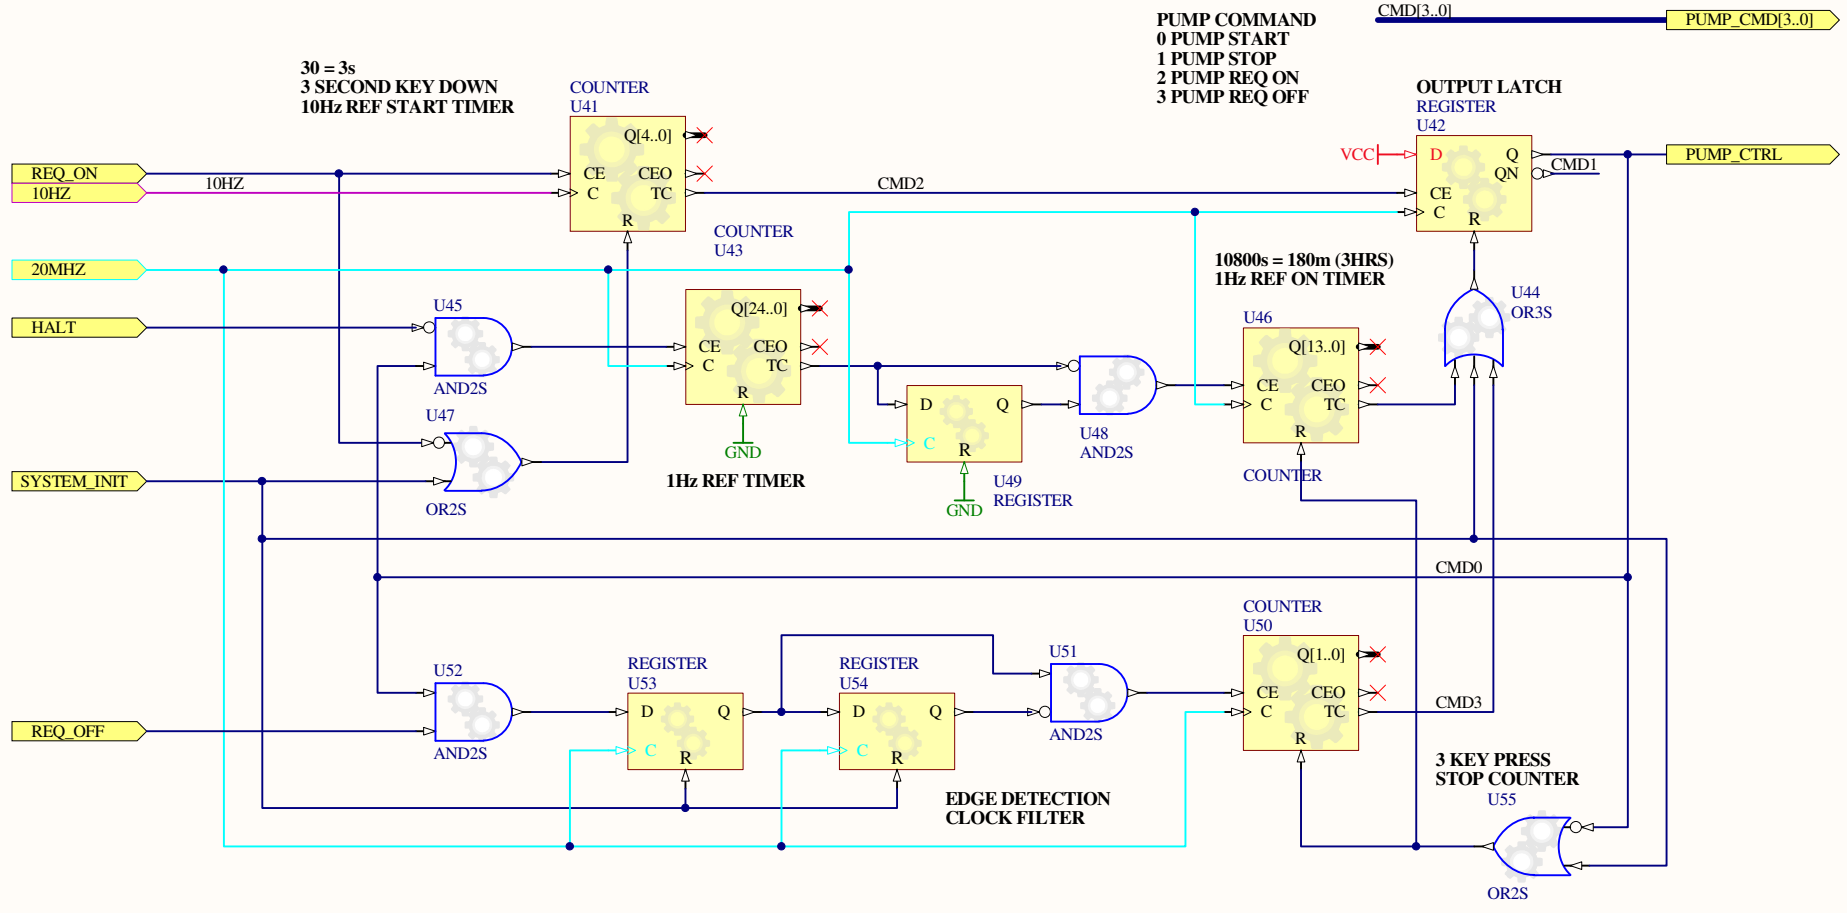 CMD[3..0]
PUMP_CMD[3..0]
PUMP COMMAND
0 PUMP START
1 PUMP STOP
2 PUMP REQ ON
3 PUMP REQ OFF
30 = 3s
3 SECOND KEY DOWN
10Hz REF START TIMER
COUNTER
U41
Q[4..0]
CE
CEO
C
TC
R
OUTPUT LATCH
REGISTER
U42
VCC
D
Q
QN
CE
C
R
PUMP_CTRL
CMD1
REQ_ON
10HZ
10HZ
CMD2
20MHZ
COUNTER
U43
Q[24..0]
CE
CEO
C
TC
R
GND
1Hz REF TIMER
10800s = 180m (3HRS)
1Hz REF ON TIMER
U44
OR3S
HALT
U45
AND2S
U46
Q[13..0]
CE
CEO
C
TC
R
COUNTER
U47
OR2S
D
Q
C
R
U49
REGISTER
GND
U48
AND2S
SYSTEM_INIT
CMD0
COUNTER
U50
Q[1..0]
CE
CEO
C
TC
R
CMD3
U52
AND2S
REQ_OFF
REGISTER
U53
D
Q
C
R
REGISTER
U54
D
Q
C
R
U51
AND2S
EDGE DETECTION
CLOCK FILTER
3 KEY PRESS
STOP COUNTER
U55
OR2S